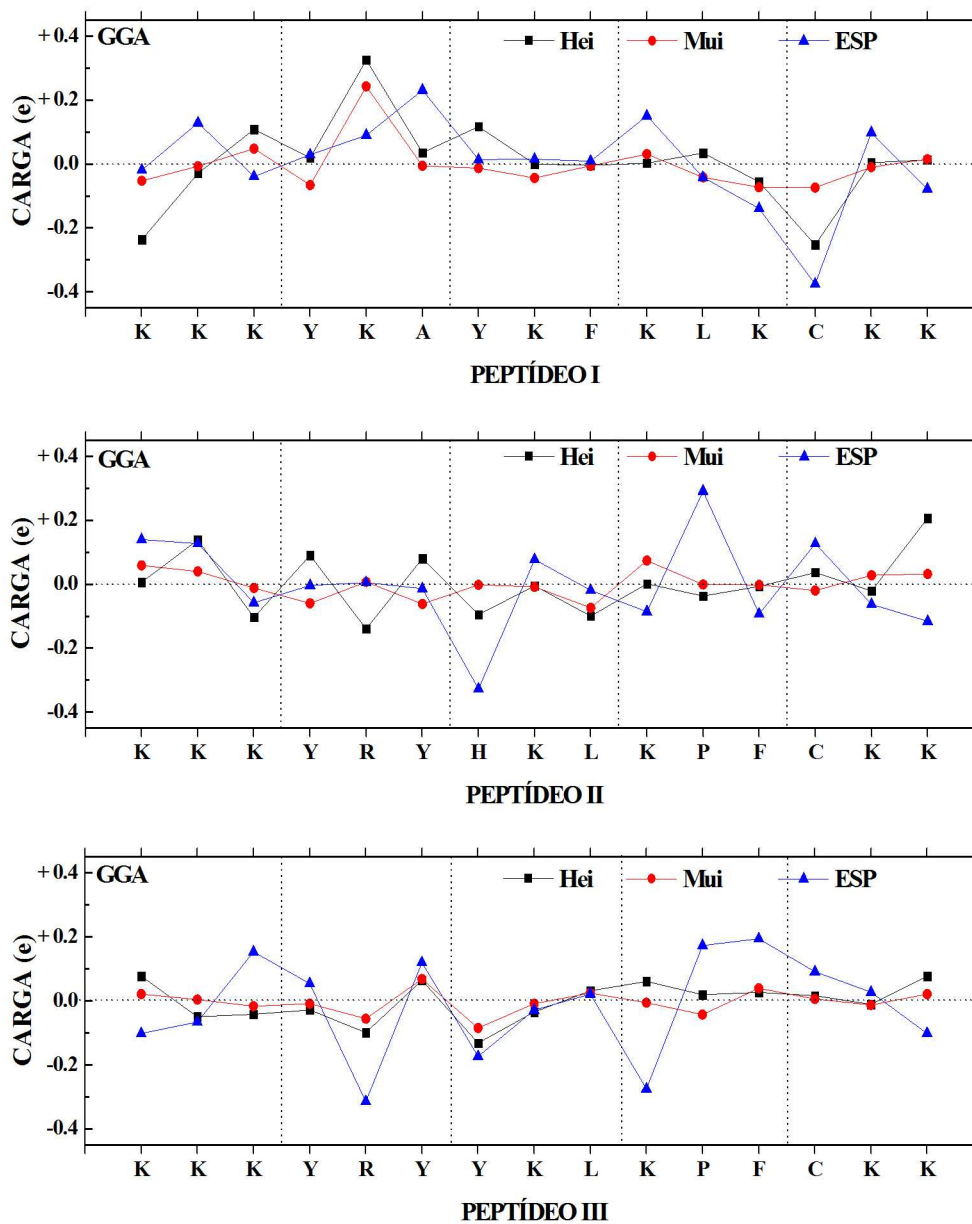 GGA Hei Mui ESP
+ 0.4
+ 0.2
0.0
-0.2
-0.4
CARGA (e)
K K K Y K A Y K F K L K C K K
PEPTÍDEO I
GGA Hei Mui ESP
+ 0.4
+ 0.2
0.0
-0.2
-0.4
CARGA (e)
K K K Y R Y H K L K P F C K K
PEPTÍDEO II
GGA Hei Mui ESP
+ 0.4
+ 0.2
0.0
-0.2
-0.4
CARGA (e)
K K K Y R Y Y K L K P F C K K
PEPTÍDEO III